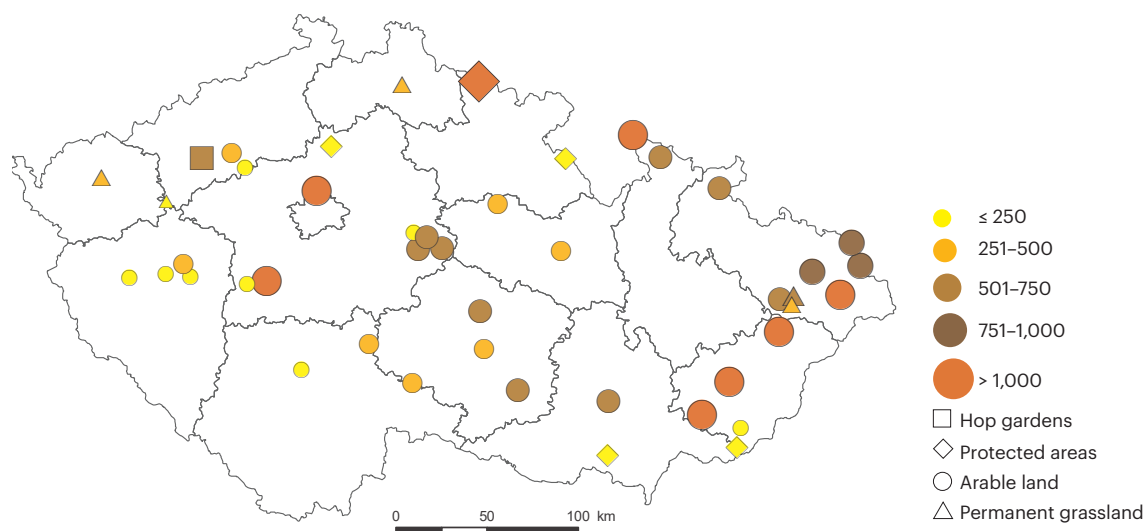 ≤ 250
251–500
501–750
751–1,000
> 1,000
Hop gardens
Protected areas
Arable land
Permanent grassland
0 50 100 km